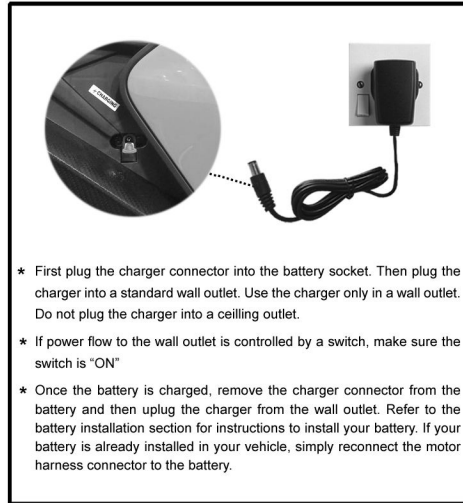 CHARGING
* First plug the charger connector into the battery socket. Then plug the
charger into a standard wall outlet. Use the charger only in a wall outlet.
Do not plug the charger into a ceilling outlet.
* If power flow to the wall outlet is controlled by a switch, make sure the
switch is “ON”
* Once the battery is charged, remove the charger connector from the
battery and then uplug the charger from the wall outlet. Refer to the
battery installation section for instructions to install your battery. If your
battery is already installed in your vehicle, simply reconnect the motor
harness connector to the battery.